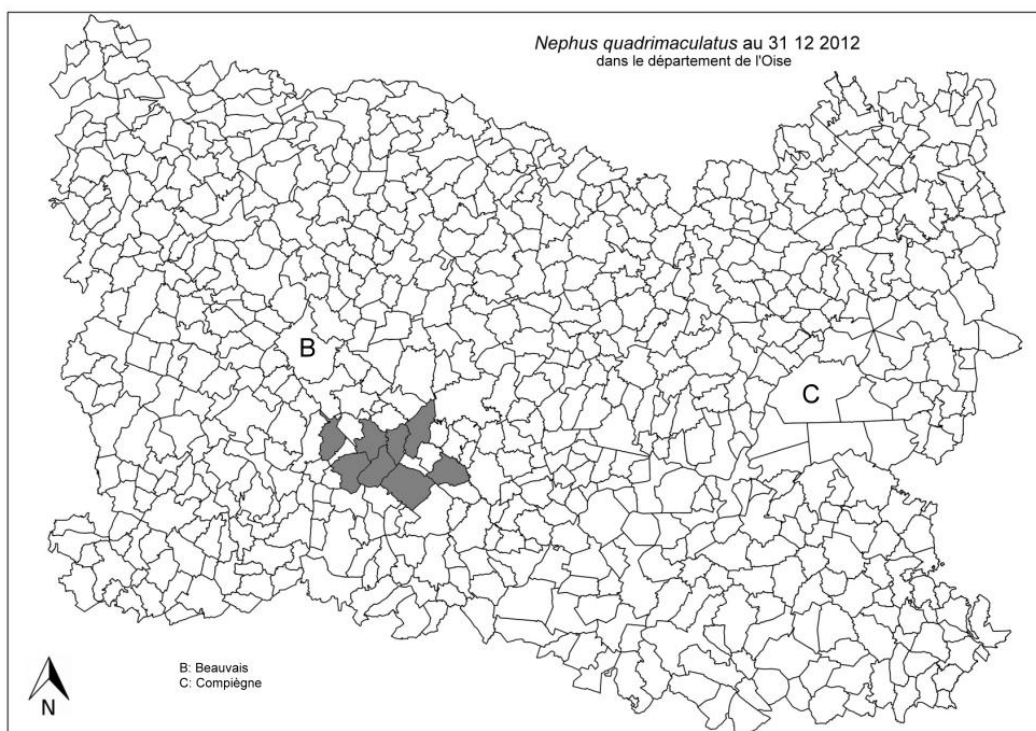 Nephus quadrimaculatus au 31 12 2012
dans le département de l'Oise
B
C
B: Beauvais
C: Compiègne
N